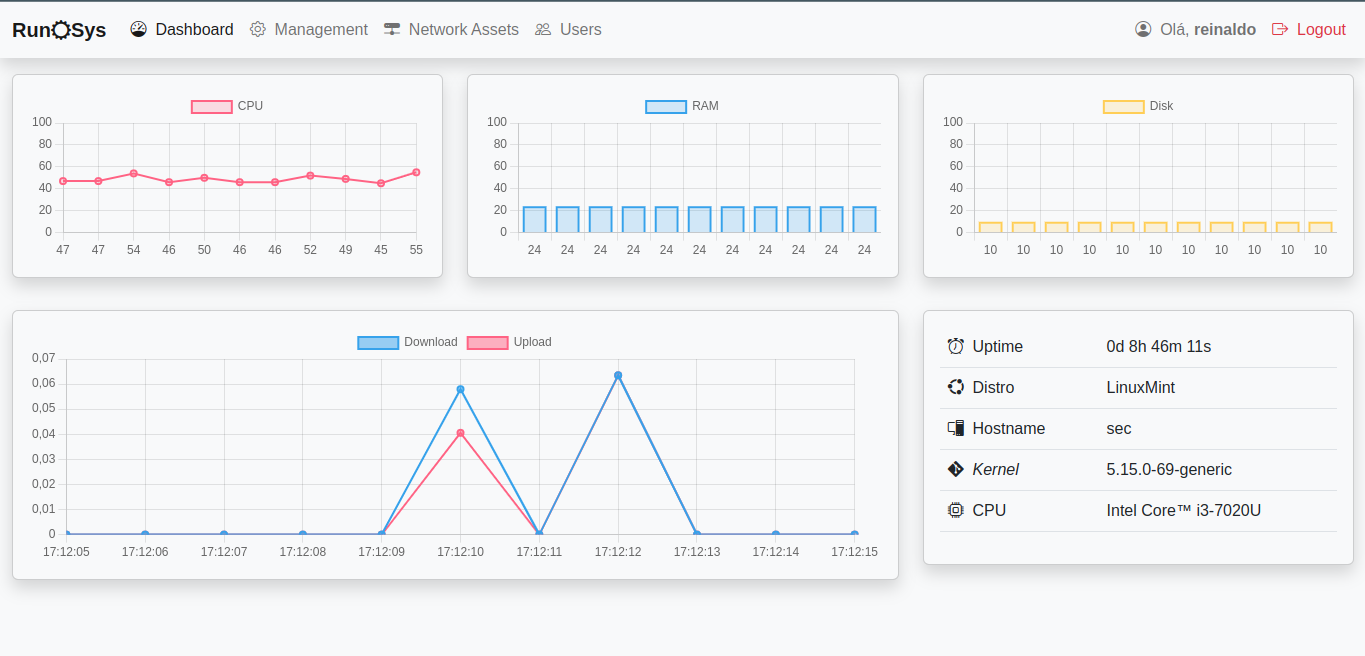 Run Sys Dashboard Management Network Assets Users Olá, reinaldo Logout
CPU
100
80
60
40
20
0
47 47 54 46 50 46 46 52 49 45 55
RAM
100
80
60
40
20
0
24 24 24 24 24 24 24 24 24 24 24
Disk
100
80
60
40
20
0
10 10 10 10 10 10 10 10 10 10 10
Download Upload
0,07
0,06
0,05
0,04
0,03
0,02
0,01
0
17:12:05 17:12:06 17:12:07 17:12:08 17:12:09 17:12:10 17:12:11 17:12:12 17:12:13 17:12:14 17:12:15
Uptime 0d 8h 46m 11s
Distro LinuxMint
Hostname sec
Kernel 5.15.0-69-generic
CPU Intel Core™ i3-7020U